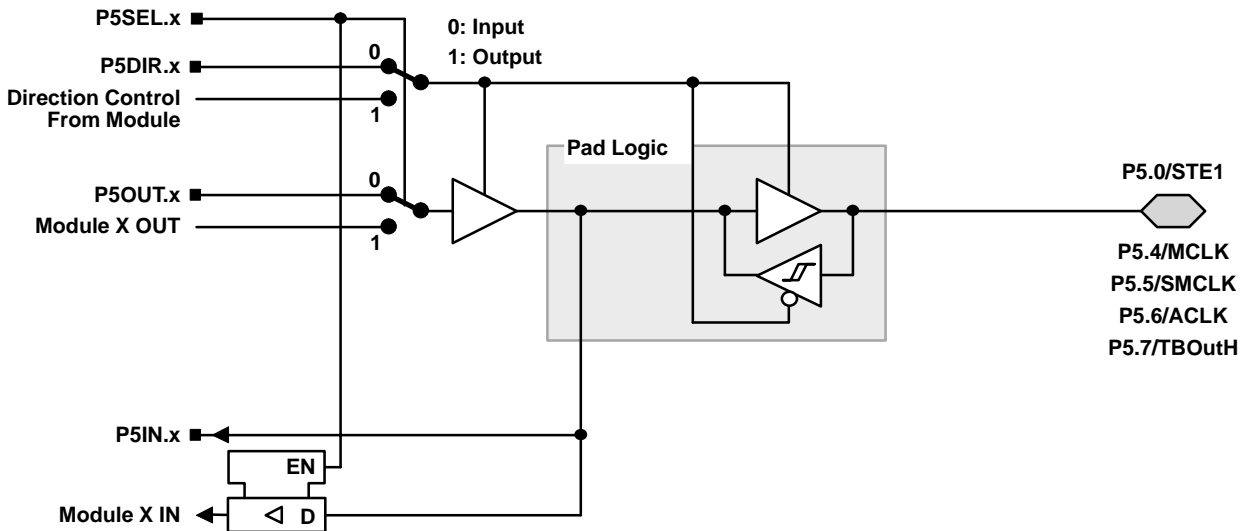 P5SEL.x
0: Input
1: Output
0
P5DIR.x
Direction Control
From Module
1
Pad Logic
P5.0/STE1
0
P5OUT.x
Module X OUT
1
P5.4/MCLK
P5.5/SMCLK
P5.6/ACLK
P5.7/TBOutH
P5IN.x
EN
Module X IN
D